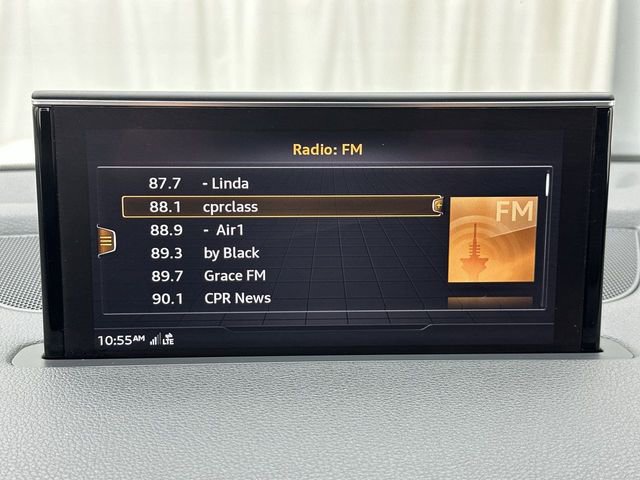 Radio: FM
87.7 - Linda
88.1 cprclass
88.9 - Air1
89.3 by Black
89.7 Grace FM
90.1 CPR News
FM
10:55AM LTE